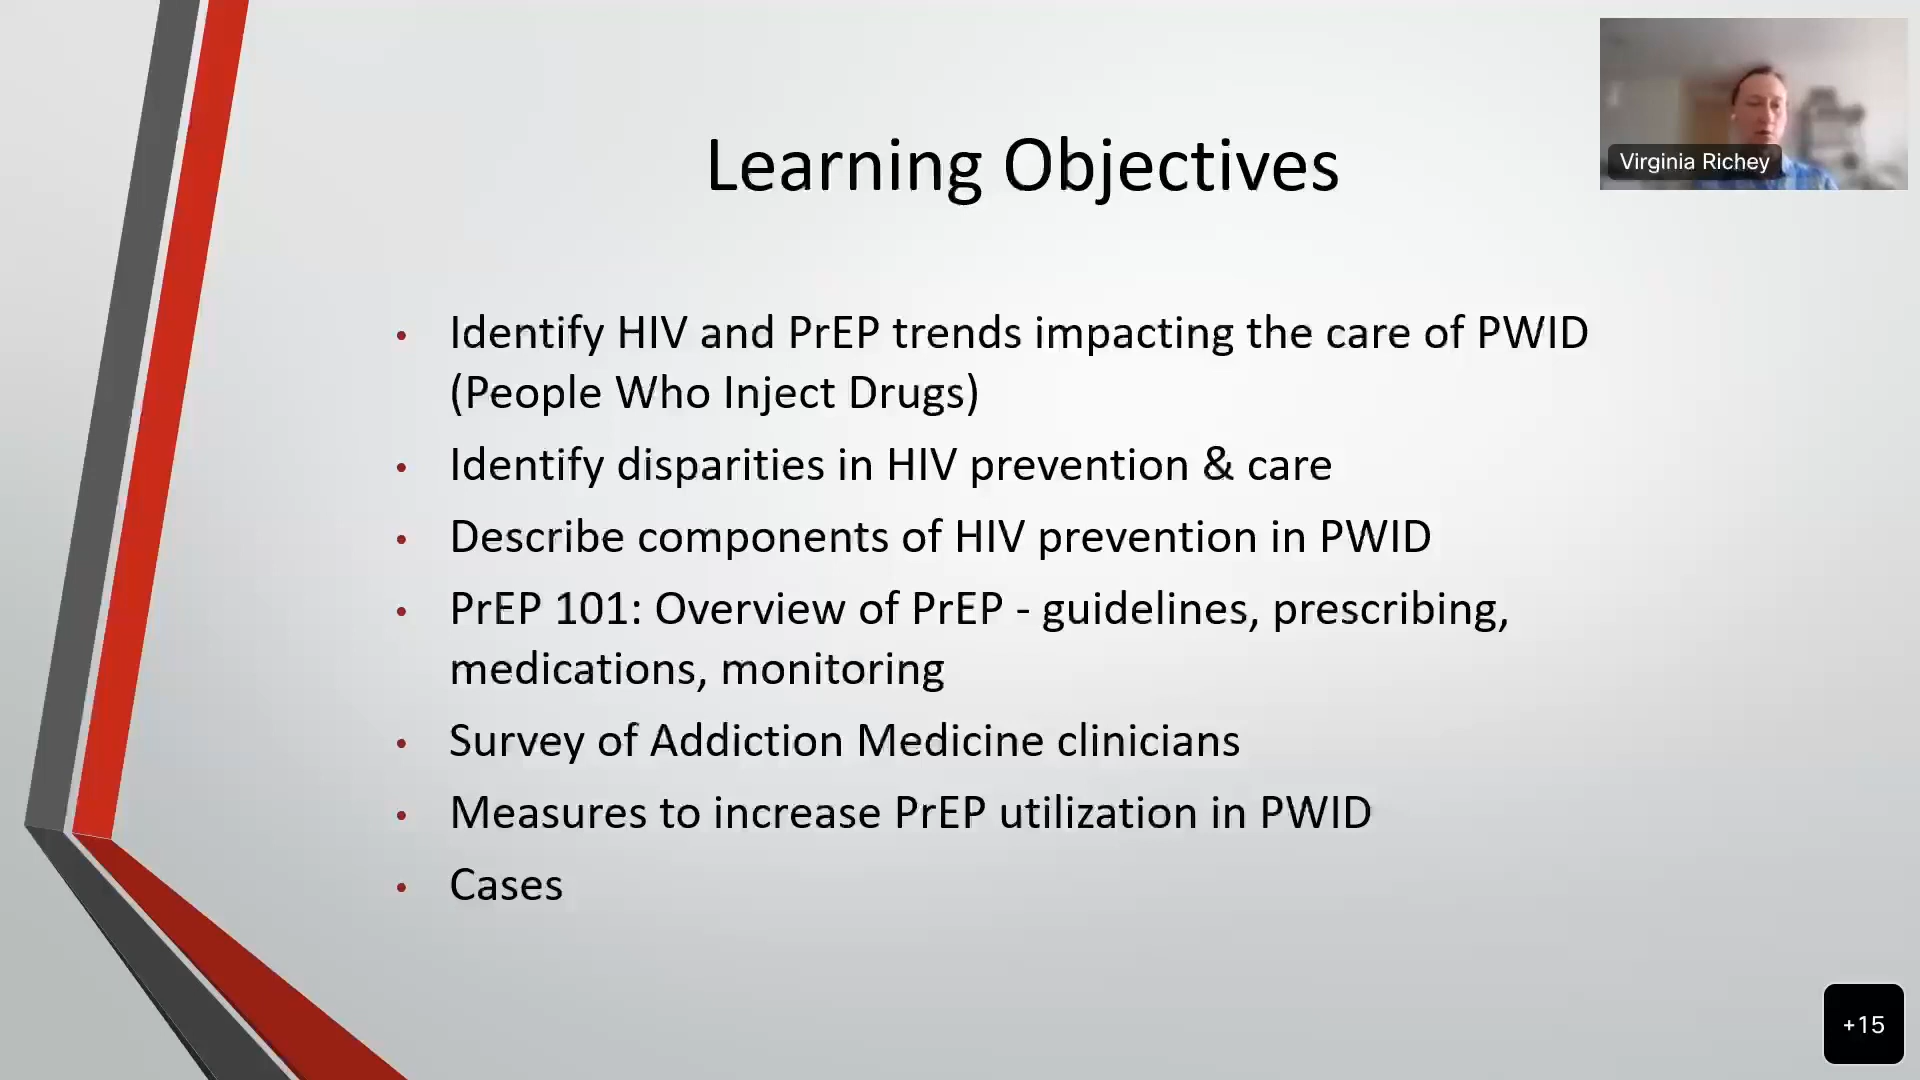 Learning Objectives
Virginia Richey
• Identify HIV and PrEP trends impacting the care of PWID
(People Who Inject Drugs)
• Identify disparities in HIV prevention & care
• Describe components of HIV prevention in PWID
• PrEP 101: Overview of PrEP - guidelines, prescribing,
medications, monitoring
• Survey of Addiction Medicine clinicians
• Measures to increase PrEP utilization in PWID
• Cases
+15